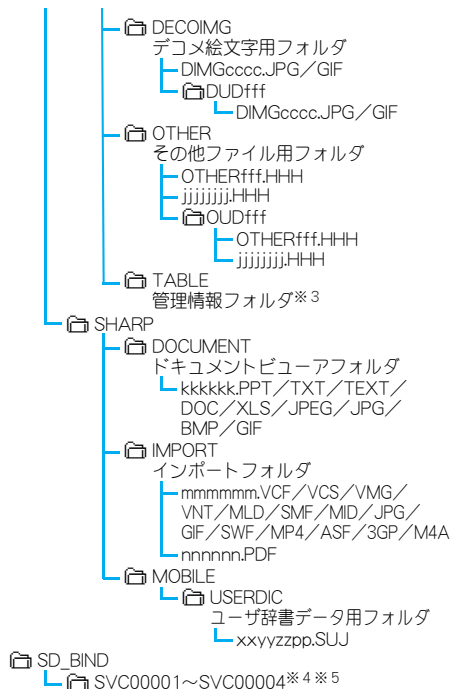 DECOIMG
デコメ絵文字用フォルダ
DIMGcccc.JPG／GIF
DUDfff
DIMGcccc.JPG／GIF
OTHER
その他ファイル用フォルダ
OTHERfff.HHH
jjjjjjjj.HHH
OUDfff
OTHERfff.HHH
jjjjjjjj.HHH
TABLE
管理情報フォルダ※3
SHARP
DOCUMENT
ドキュメントビューアフォルダ
kkkkkk.PPT／TXT／TEXT／
DOC／XLS／JPEG／JPG／
BMP／GIF
IMPORT
インポートフォルダ
mmmmmm.VCF／VCS／VMG／
VNT／MLD／SMF／MID／JPG／
GIF／SWF／MP4／ASF／3GP／M4A
nnnnnn.PDF
MOBILE
USERDIC
ユーザ辞書データ用フォルダ
xxyyzzpp.SUJ
SD_BIND
SVC00001～SVC00004※4※5